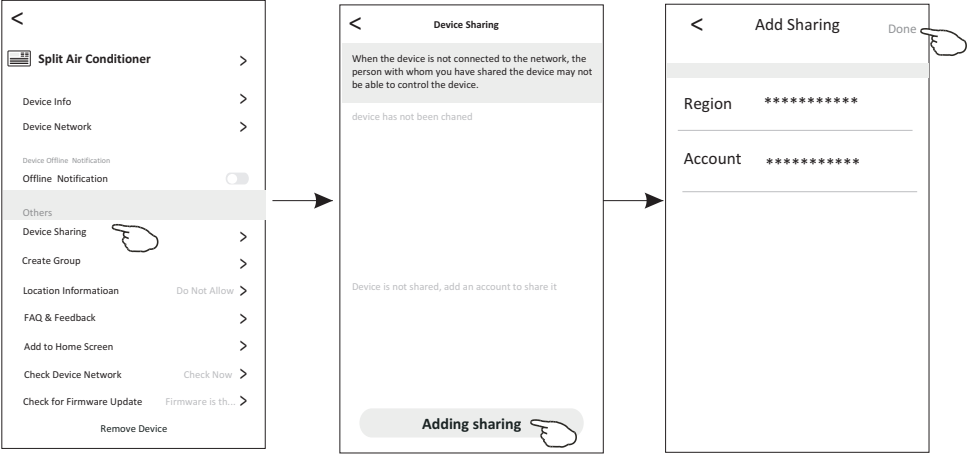 <
Split Air Conditioner >
Device Info >
Device Network >
Device Offline Notification
Offline Notification
Others
Device Sharing >
Create Group >
Location Informatioan Do Not Allow >
FAQ & Feedback >
Add to Home Screen >
Check Device Network Check Now >
Check for Firmware Update Firmware is th... >
Remove Device
< Device Sharing
When the device is not connected to the network, the
person with whom you have shared the device may not
be able to control the device.
device has not been chaned
Device is not shared, add an account to share it
Adding sharing
< Add Sharing Done
Region ***********
Account ***********